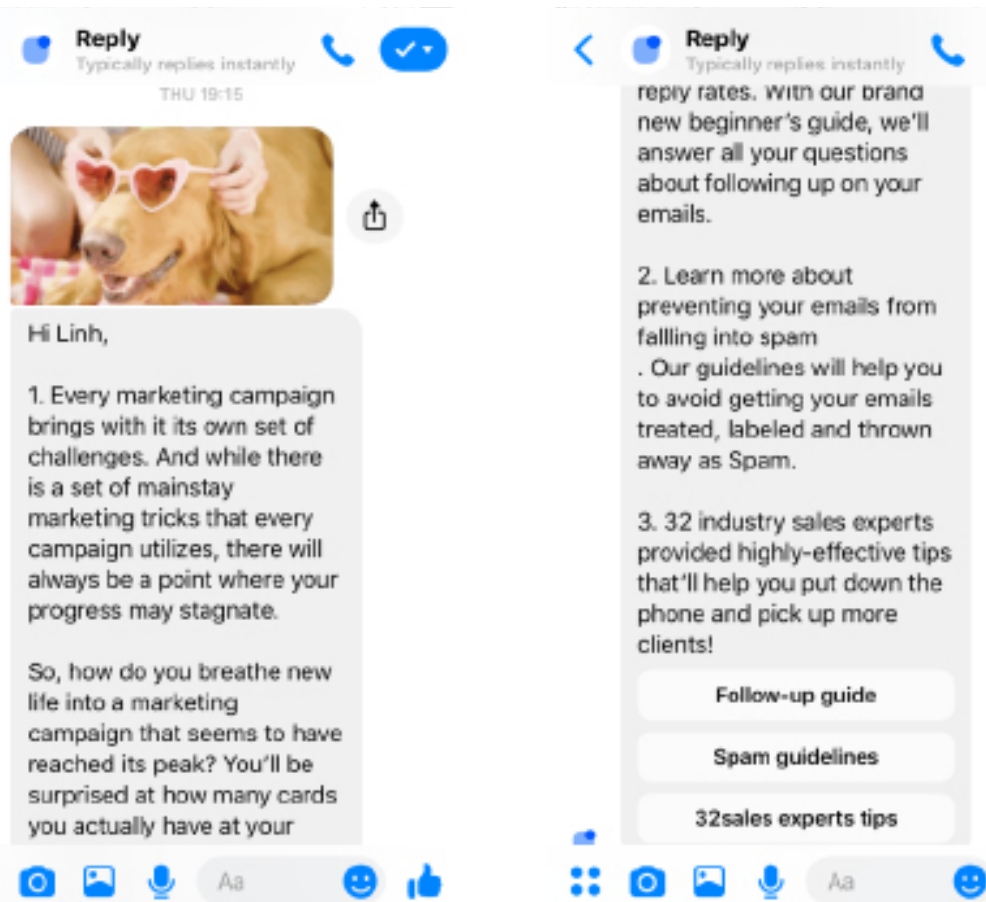 Reply
Typically replies instantly
THU 19:15
Hi Linh,
1. Every marketing campaign
brings with it its own set of
challenges. And while there
is a set of mainstay
marketing tricks that every
campaign utilizes, there will
always be a point where your
progress may stagnate.
So, how do you breathe new
life into a marketing
campaign that seems to have
reached its peak? You'll be
surprised at how many cards
you actually have at your
Aa
Reply
Typically replies instantly
reply rates. With our brand
new beginner's guide, we'll
answer all your questions
about following up on your
emails.
2. Learn more about
preventing your emails from
fallling into spam
. Our guidelines will help you
to avoid getting your emails
treated, labeled and thrown
away as Spam.
3. 32 industry sales experts
provided highly-effective tips
that'll help you put down the
phone and pick up more
clients!
Follow-up guide
Spam guidelines
32sales experts tips
Aa